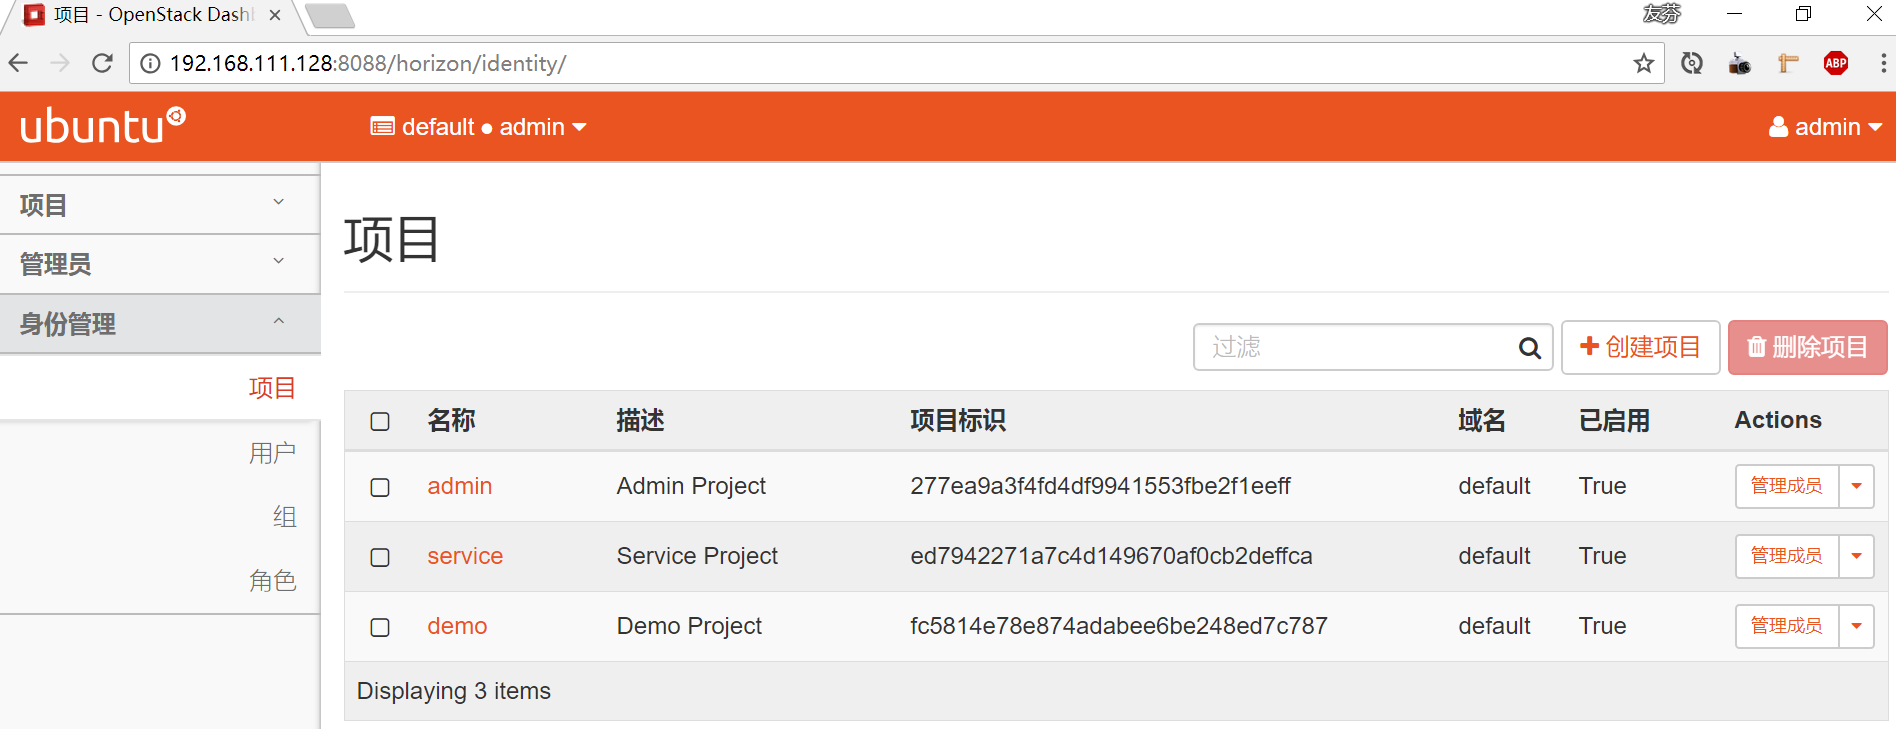 项目 - OpenStack Dash
友芬
192.168.111.128:8088/horizon/identity/
ABP
ubuntu
default ● admin
admin
项目
管理员
身份管理
项目
用户
组
角色
项目
过滤
创建项目
删除项目
名称 描述 项目标识 域名 已启用 Actions
admin Admin Project 277ea9a3f4fd4df9941553fbe2f1eeff default True 管理成员
service Service Project ed7942271a7c4d149670af0cb2deffca default True 管理成员
demo Demo Project fc5814e78e874adabee6be248ed7c787 default True 管理成员
Displaying 3 items